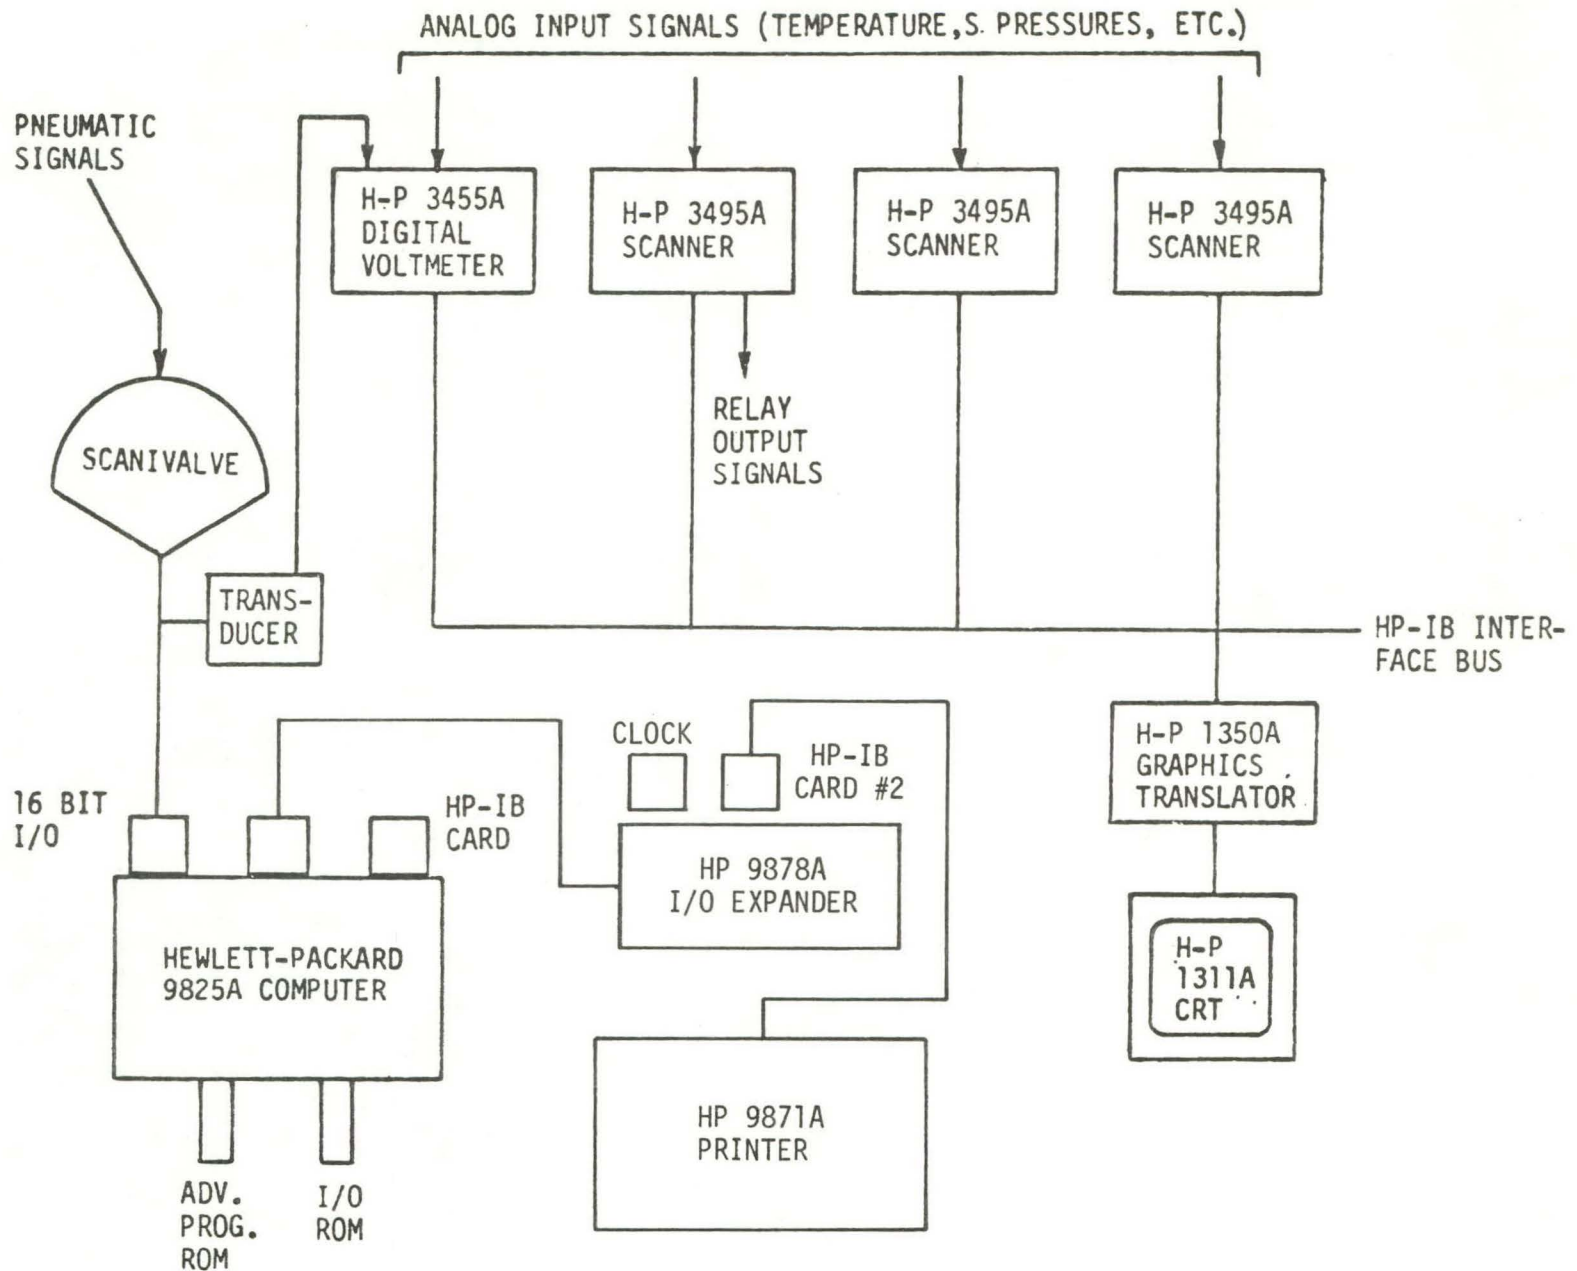 ANALOG INPUT SIGNALS (TEMPERATURE,S. PRESSURES, ETC.)
PNEUMATIC
SIGNALS
H-P 3455A
DIGITAL
VOLTMETER
H-P 3495A
SCANNER
H-P 3495A
SCANNER
H-P 3495A
SCANNER
RELAY
OUTPUT
SIGNALS
SCANIVALVE
TRANS-
DUCER
HP-IB INTER-
FACE BUS
16 BIT
I/O
HP-IB
CARD
CLOCK
HP-IB
CARD #2
H-P 1350A
GRAPHICS
TRANSLATOR
HP 9878A
I/O EXPANDER
HEWLETT-PACKARD
9825A COMPUTER
H-P
1311A
CRT
HP 9871A
PRINTER
ADV.
PROG.
ROM
I/O
ROM